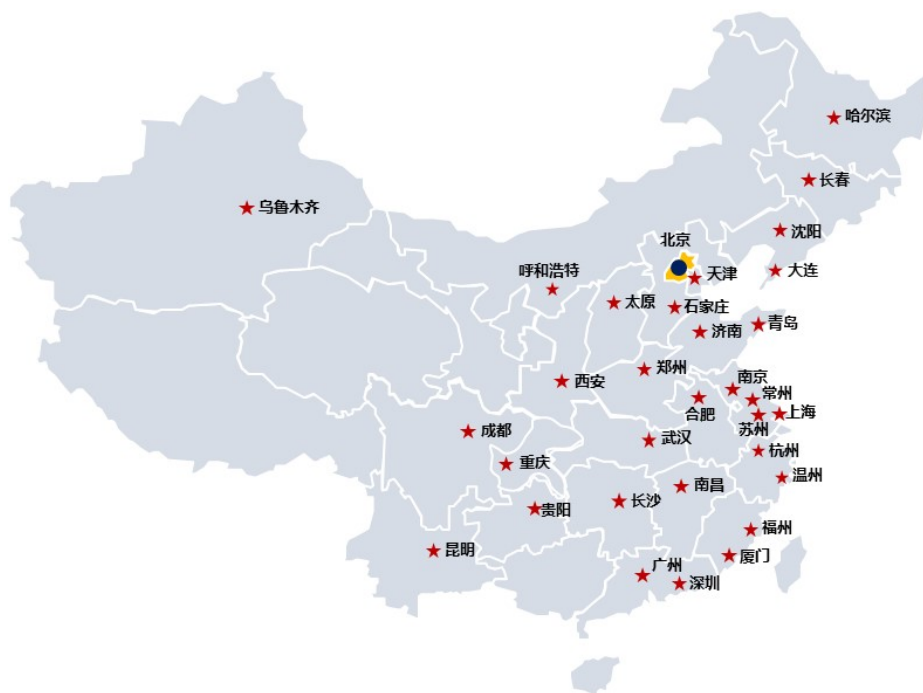 哈尔滨
长春
乌鲁木齐
沈阳
北京
呼和浩特
天津
大连
太原
石家庄
青岛
济南
郑州
西安
南京
常州
合肥
上海
苏州
成都
武汉
杭州
重庆
温州
南昌
长沙
贵阳
福州
昆明
厦门
广州
深圳